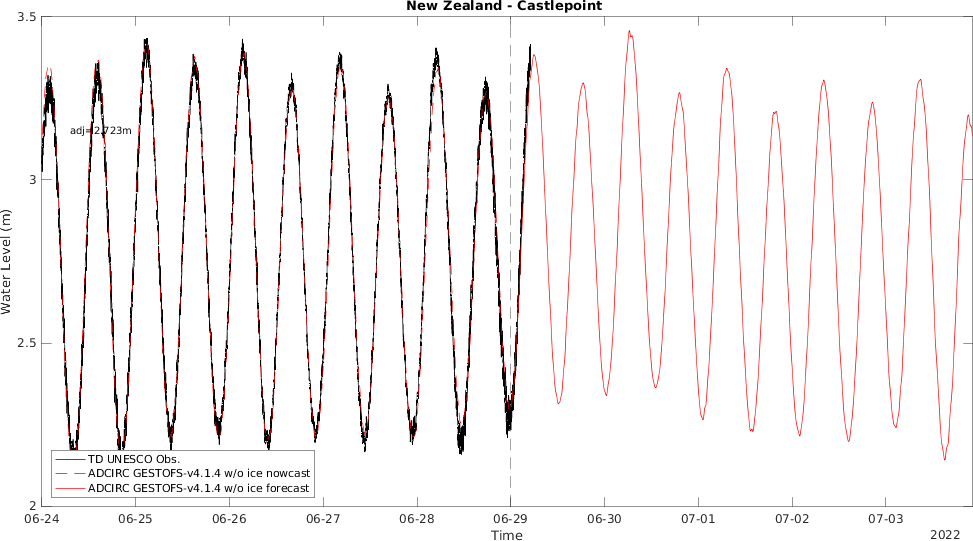 New Zealand - Castlepoint
3.5
3
2.5
2
Water Level (m)
adj=2.723m
TD UNESCO Obs.
ADCIRC GESTOFS-v4.1.4 w/o ice nowcast
ADCIRC GESTOFS-v4.1.4 w/o ice forecast
06-24 06-25 06-26 06-27 06-28 06-29 06-30 07-01 07-02 07-03
Time
2022